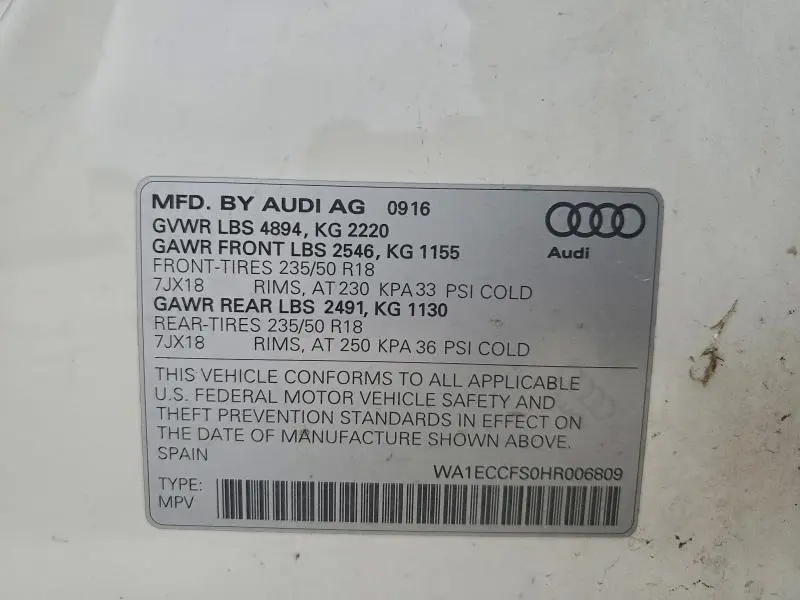 MFD. BY AUDI AG 0916
GVWR LBS 4894, KG 2220
GAWR FRONT LBS 2546, KG 1155
FRONT-TIRES 235/50 R18
7JX18 RIMS, AT 230 KPA 33 PSI COLD
GAWR REAR LBS 2491, KG 1130
REAR-TIRES 235/50 R18
7JX18 RIMS, AT 250 KPA 36 PSI COLD
Audi
THIS VEHICLE CONFORMS TO ALL APPLICABLE
U.S. FEDERAL MOTOR VEHICLE SAFETY AND
THEFT PREVENTION STANDARDS IN EFFECT ON
THE DATE OF MANUFACTURE SHOWN ABOVE.
SPAIN
WA1ECCFS0HR006809
TYPE:
MPV